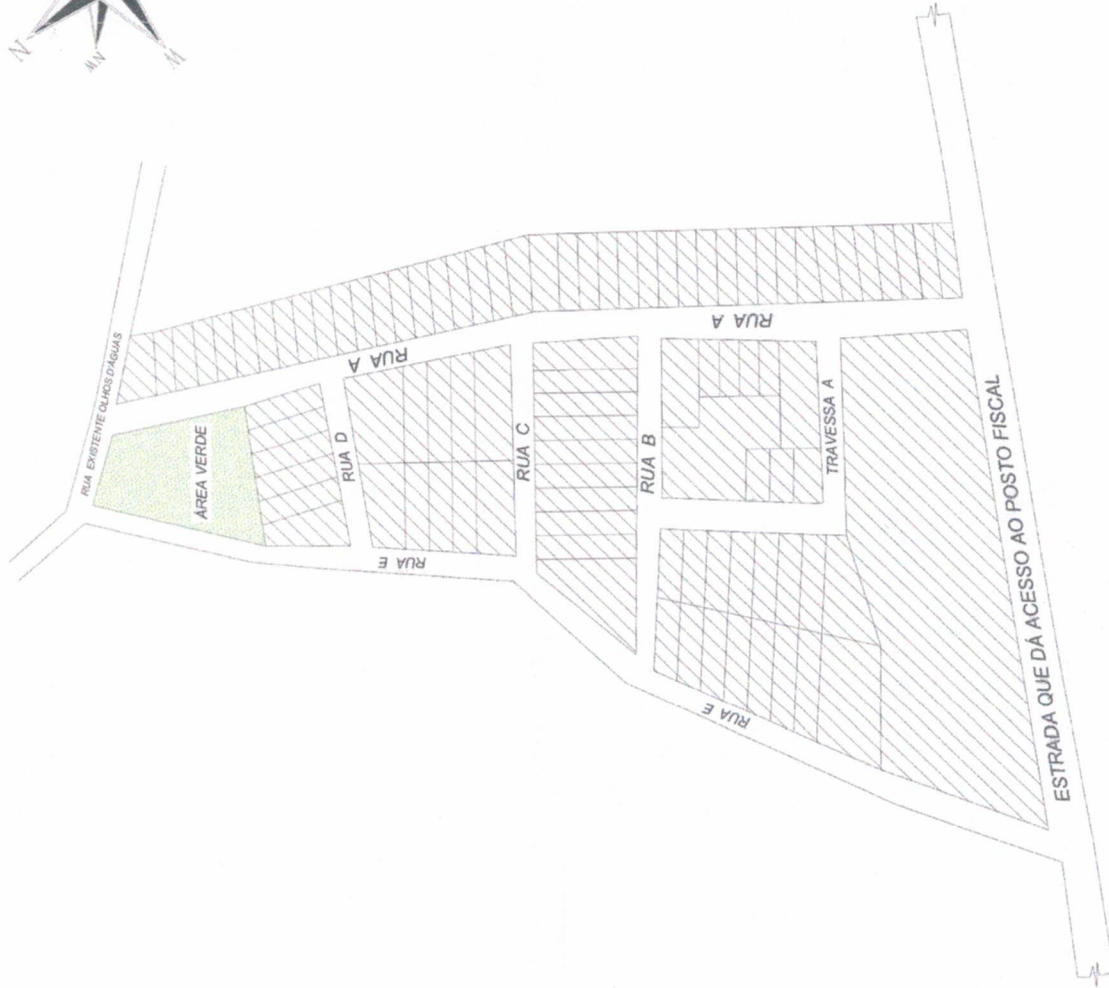 N
NW
W
RUA EXISTENTE OLHOS D'ÁGUAS
ÁREA VERDE
RUA A
RUA D
RUA C
RUA E
RUA A
RUA B
TRAVESSA A
RUA E
ESTRADA QUE DÁ ACESSO AO POSTO FISCAL